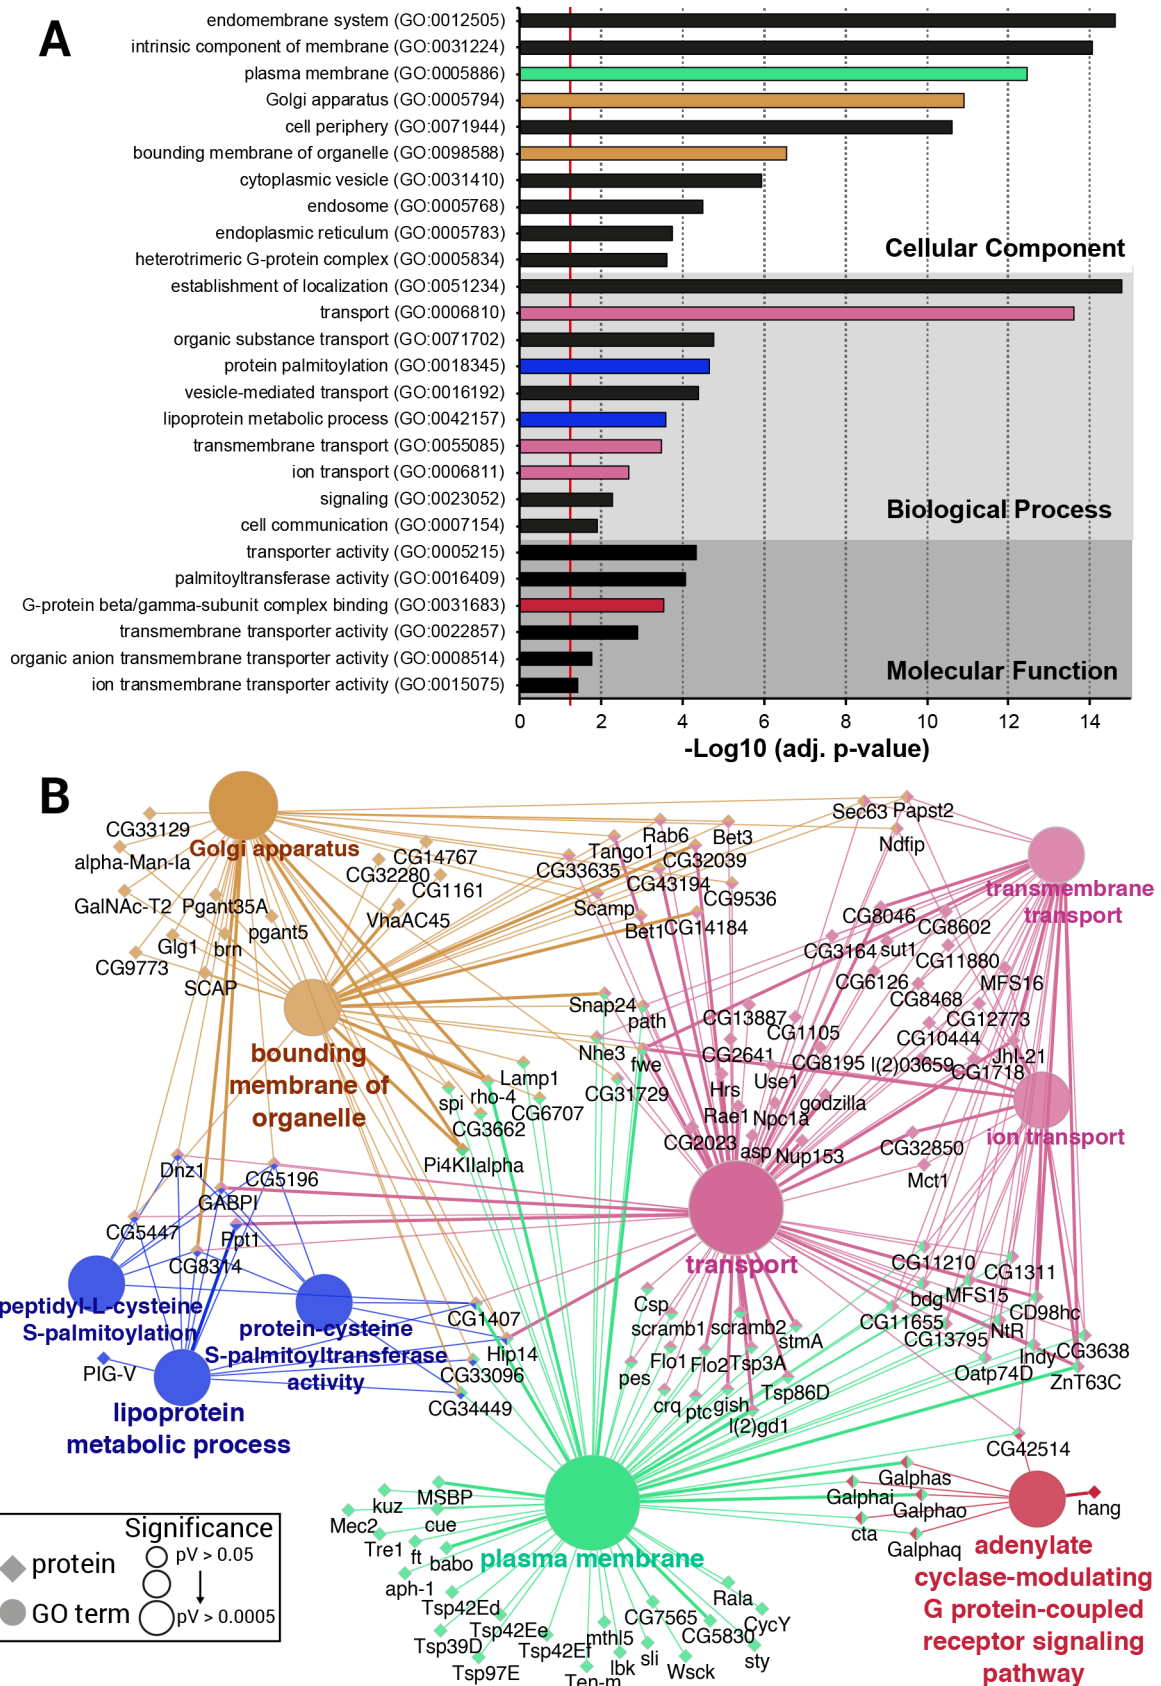 A
endomembrane system (GO:0012505)
intrinsic component of membrane (GO:0031224)
plasma membrane (GO:0005886)
Golgi apparatus (GO:0005794)
cell periphery (GO:0071944)
bounding membrane of organelle (GO:0098588)
cytoplasmic vesicle (GO:0031410)
endosome (GO:0005768)
endoplasmic reticulum (GO:0005783)
heterotrimeric G-protein complex (GO:0005834)
Cellular Component
establishment of localization (GO:0051234)
transport (GO:0006810)
organic substance transport (GO:0071702)
protein palmitoylation (GO:0018345)
vesicle-mediated transport (GO:0016192)
lipoprotein metabolic process (GO:0042157)
transmembrane transport (GO:0055085)
ion transport (GO:0006811)
signaling (GO:0023052)
cell communication (GO:0007154)
Biological Process
transporter activity (GO:0005215)
palmitoyltransferase activity (GO:0016409)
G-protein beta/gamma-subunit complex binding (GO:0031683)
transmembrane transporter activity (GO:0022857)
organic anion transmembrane transporter activity (GO:0008514)
ion transmembrane transporter activity (GO:0015075)
Molecular Function
0 2 4 6 8 10 12 14
-Log10 (adj. p-value)
B
CG33129
alpha-Man-Ia
Golgi apparatus
GalNAc-T2
Pgant35A
pgant5
Glg1
brn
CG9773
SCAP
CG14767
CG32280
CG1161
VhaAC45
Rab6
Bet3
Tango1
CG32039
CG33635
CG43194
CG9536
Scamp
Bet1
CG14184
Sec63
Papst2
Ndfip
transmembrane
transport
CG8046
CG8602
CG3164
sut1
CG11880
CG6126
MFS16
CG8468
CG12773
CG10444
Jhl-21
l(2)03659
CG1718
bounding
membrane of
organelle
Snap24
path
Nhe3
fwe
CG31729
CG13887
CG1105
CG2641
CG8195
Hrs
Use1
Rae1
Npc1a
godzilla
CG2023
asp
Nup153
Lamp1
spi
rho-4
CG6707
CG3662
Pi4KIIalpha
ion transport
CG32850
Mct1
Dnz1
CG5196
GABPI
CG5447
Ppt1
CG8314
transport
peptidyl-L-cysteine
S-palmitoylation
protein-cysteine
S-palmitoyltransferase
activity
PIG-V
lipoprotein
metabolic process
CG1407
Hip14
CG33096
CG34449
Csp
scramb1
scramb2
stmA
Flo1
Flo2
Tsp3A
pes
Tsp86D
crq
ptc
gish
l(2)gd1
CG11210
CG1311
bdg
MFS15
CD98hc
CG11655
NtR
CG13795
Indy
CG3638
Oatp74D
ZnT63C
CG42514
Galphas
Galphai
Galphao
cta
Galphaq
hang
adenylate
cyclase-modulating
G protein-coupled
receptor signaling
pathway
plasma membrane
MSBP
kuz
Mec2
cue
Tre1
ft
babo
aph-1
Tsp42Ed
Tsp42Ee
Tsp39D
Tsp42Ef
Tsp97E
mthl5
Ten-m
lbk
sli
CG7565
CG5830
Wsck
Rala
CycY
sty
Significance
protein
GO term
pV > 0.05
pV > 0.0005